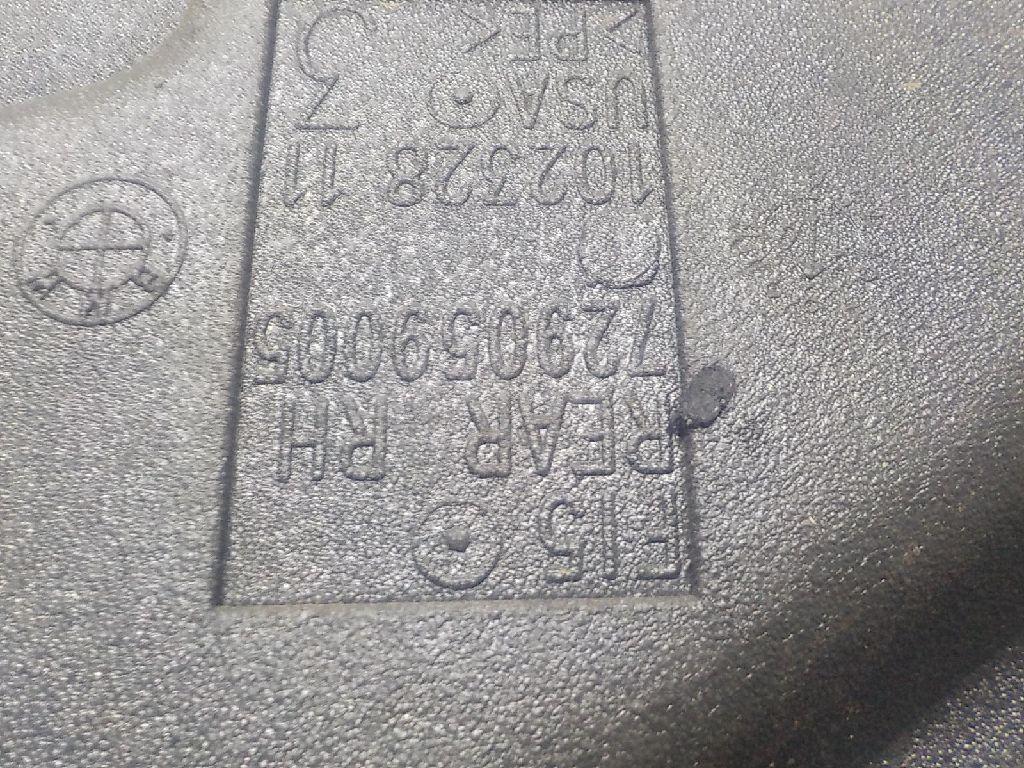 F15
REAR RH
729059005
102328 11
USA
>PE<